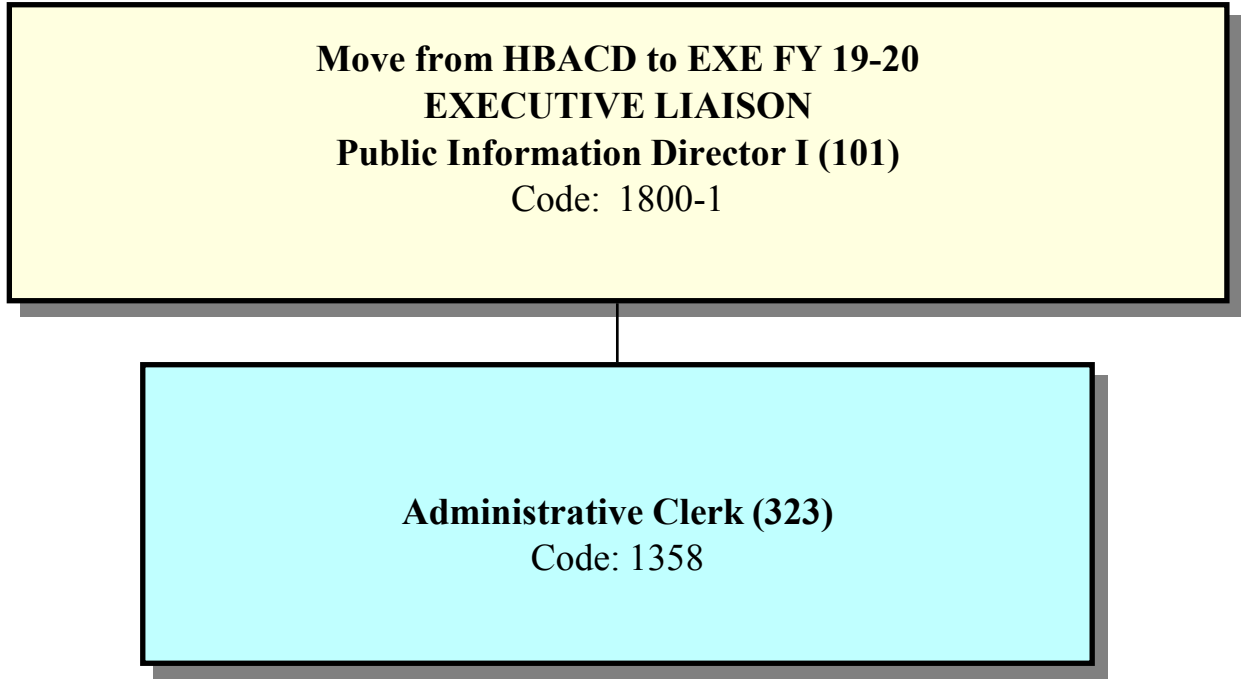 Move from HBACD to EXE FY 19-20
EXECUTIVE LIAISON
Public Information Director I (101)
Code:  1800-1
Administrative Clerk (323)
Code: 1358